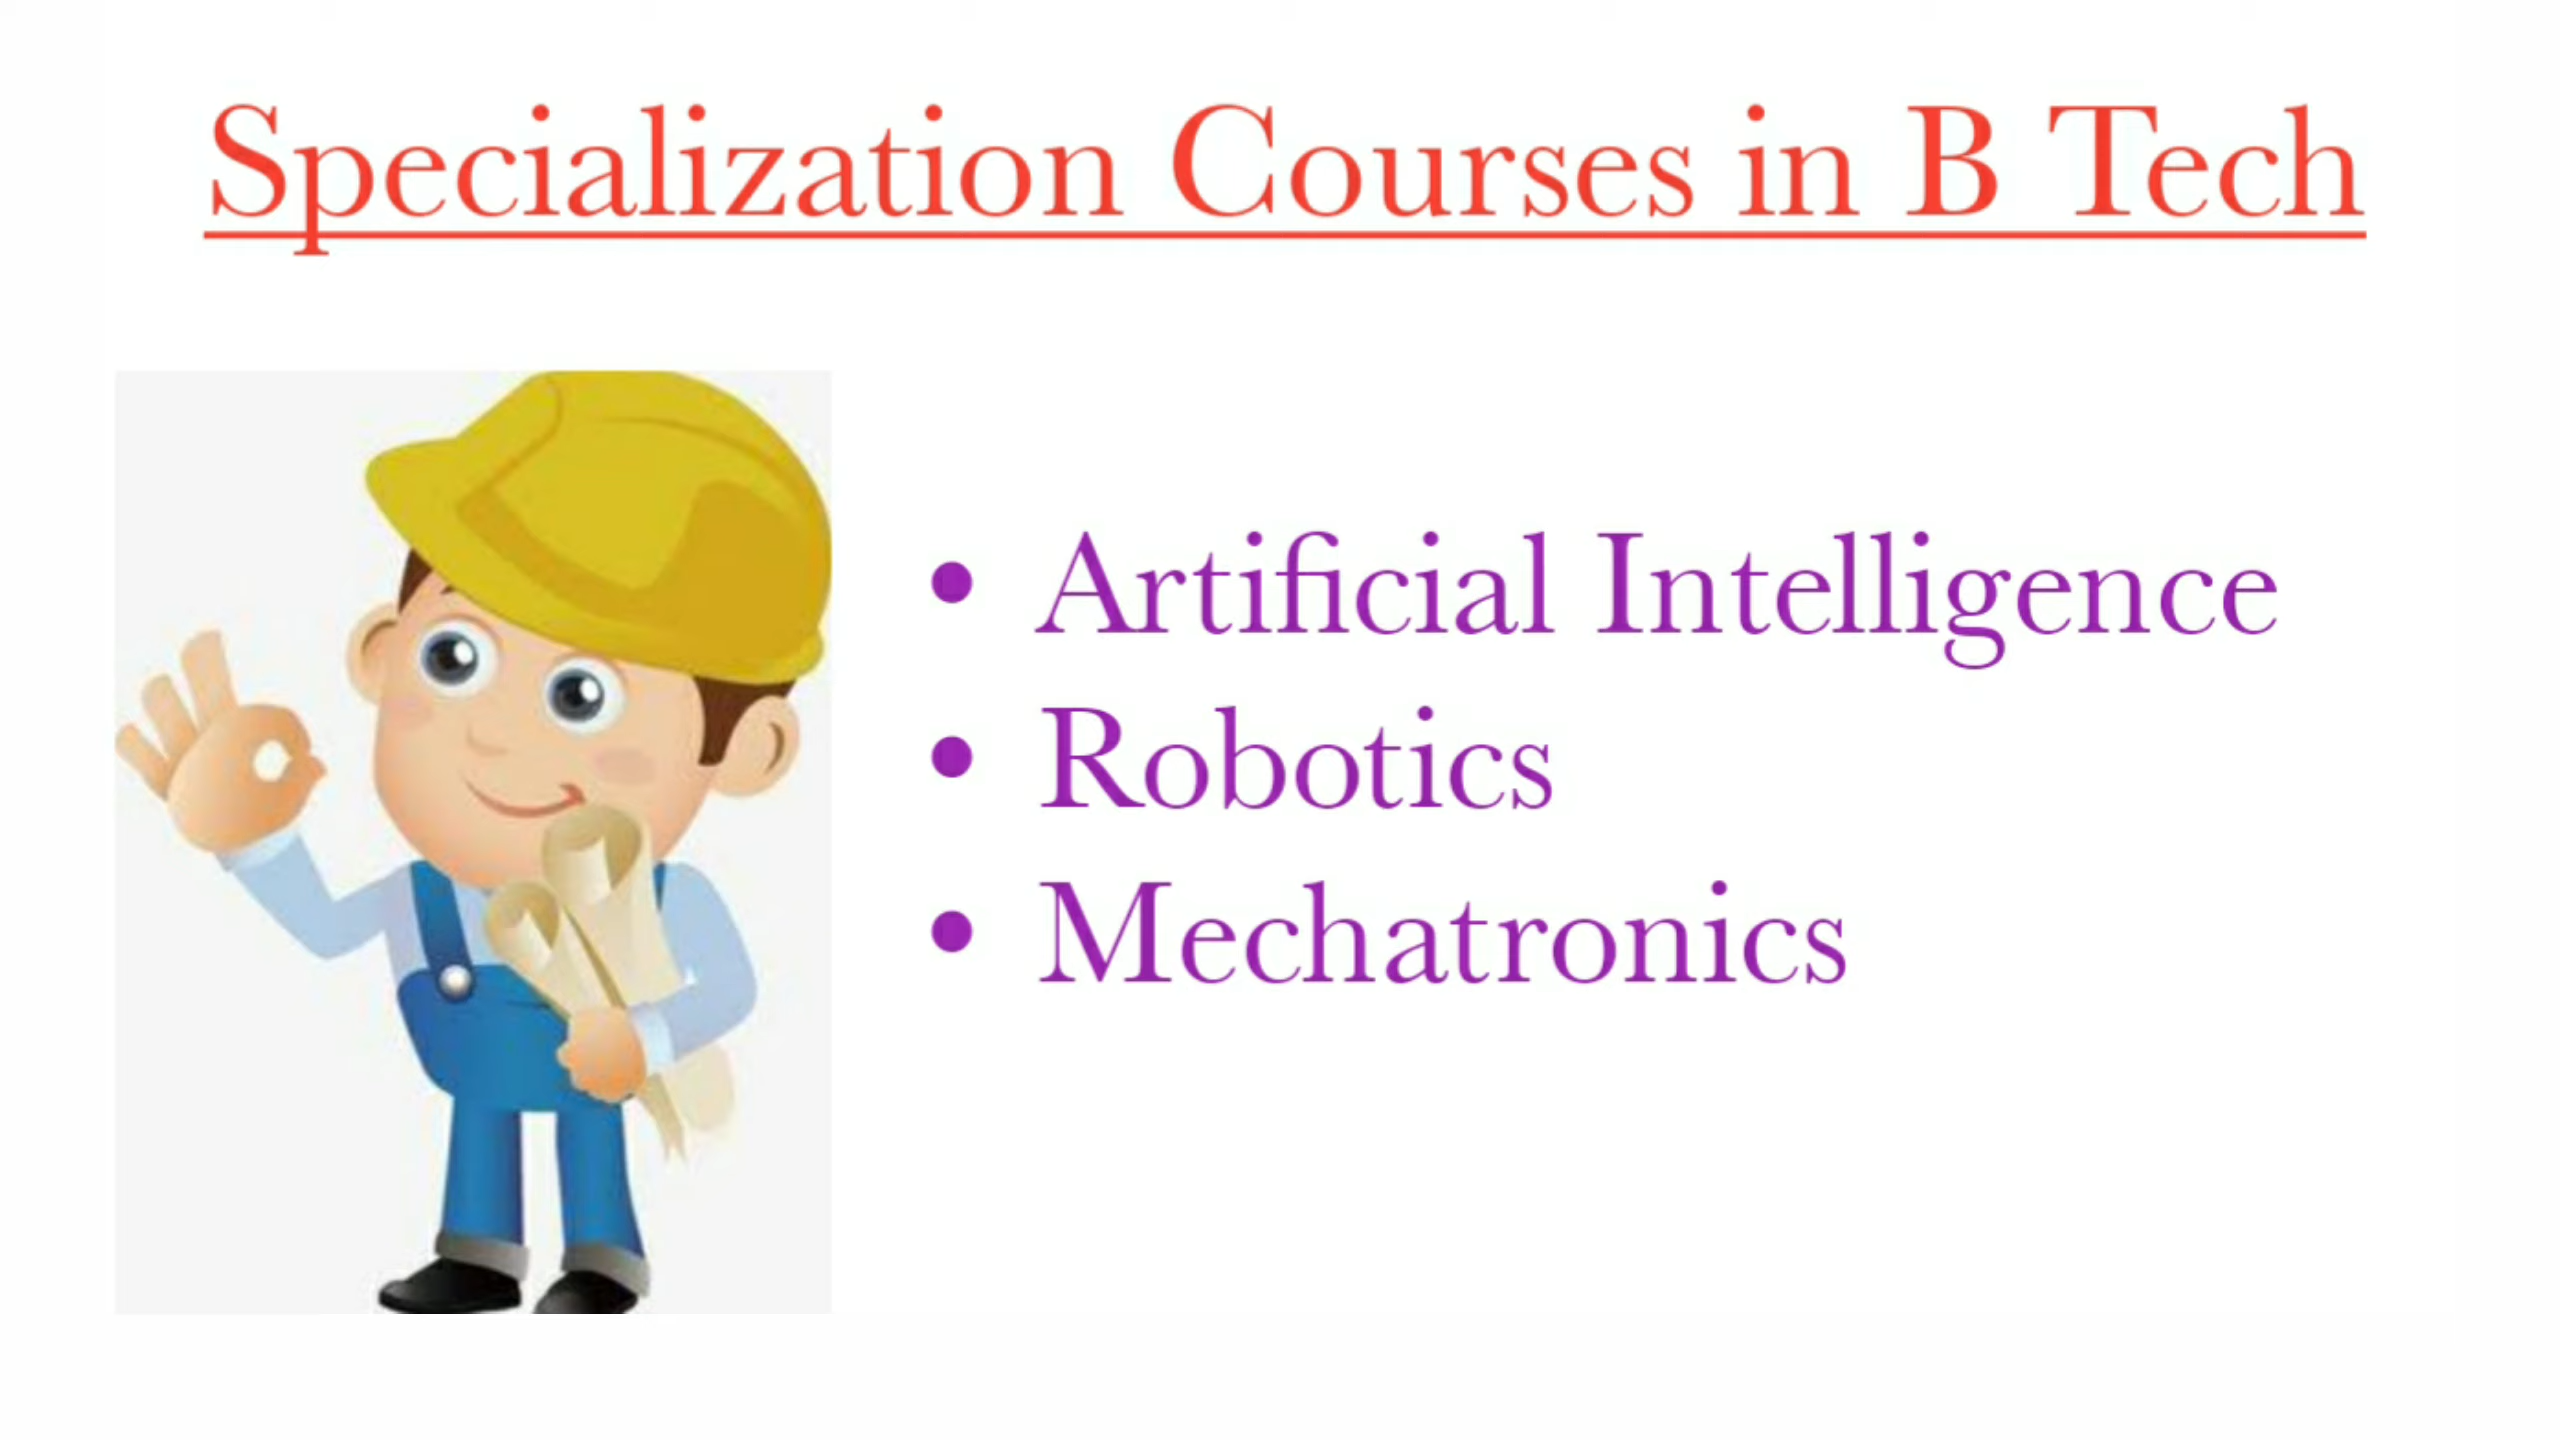 Specialization Courses in B Tech
• Artificial Intelligence
• Robotics
• Mechatronics